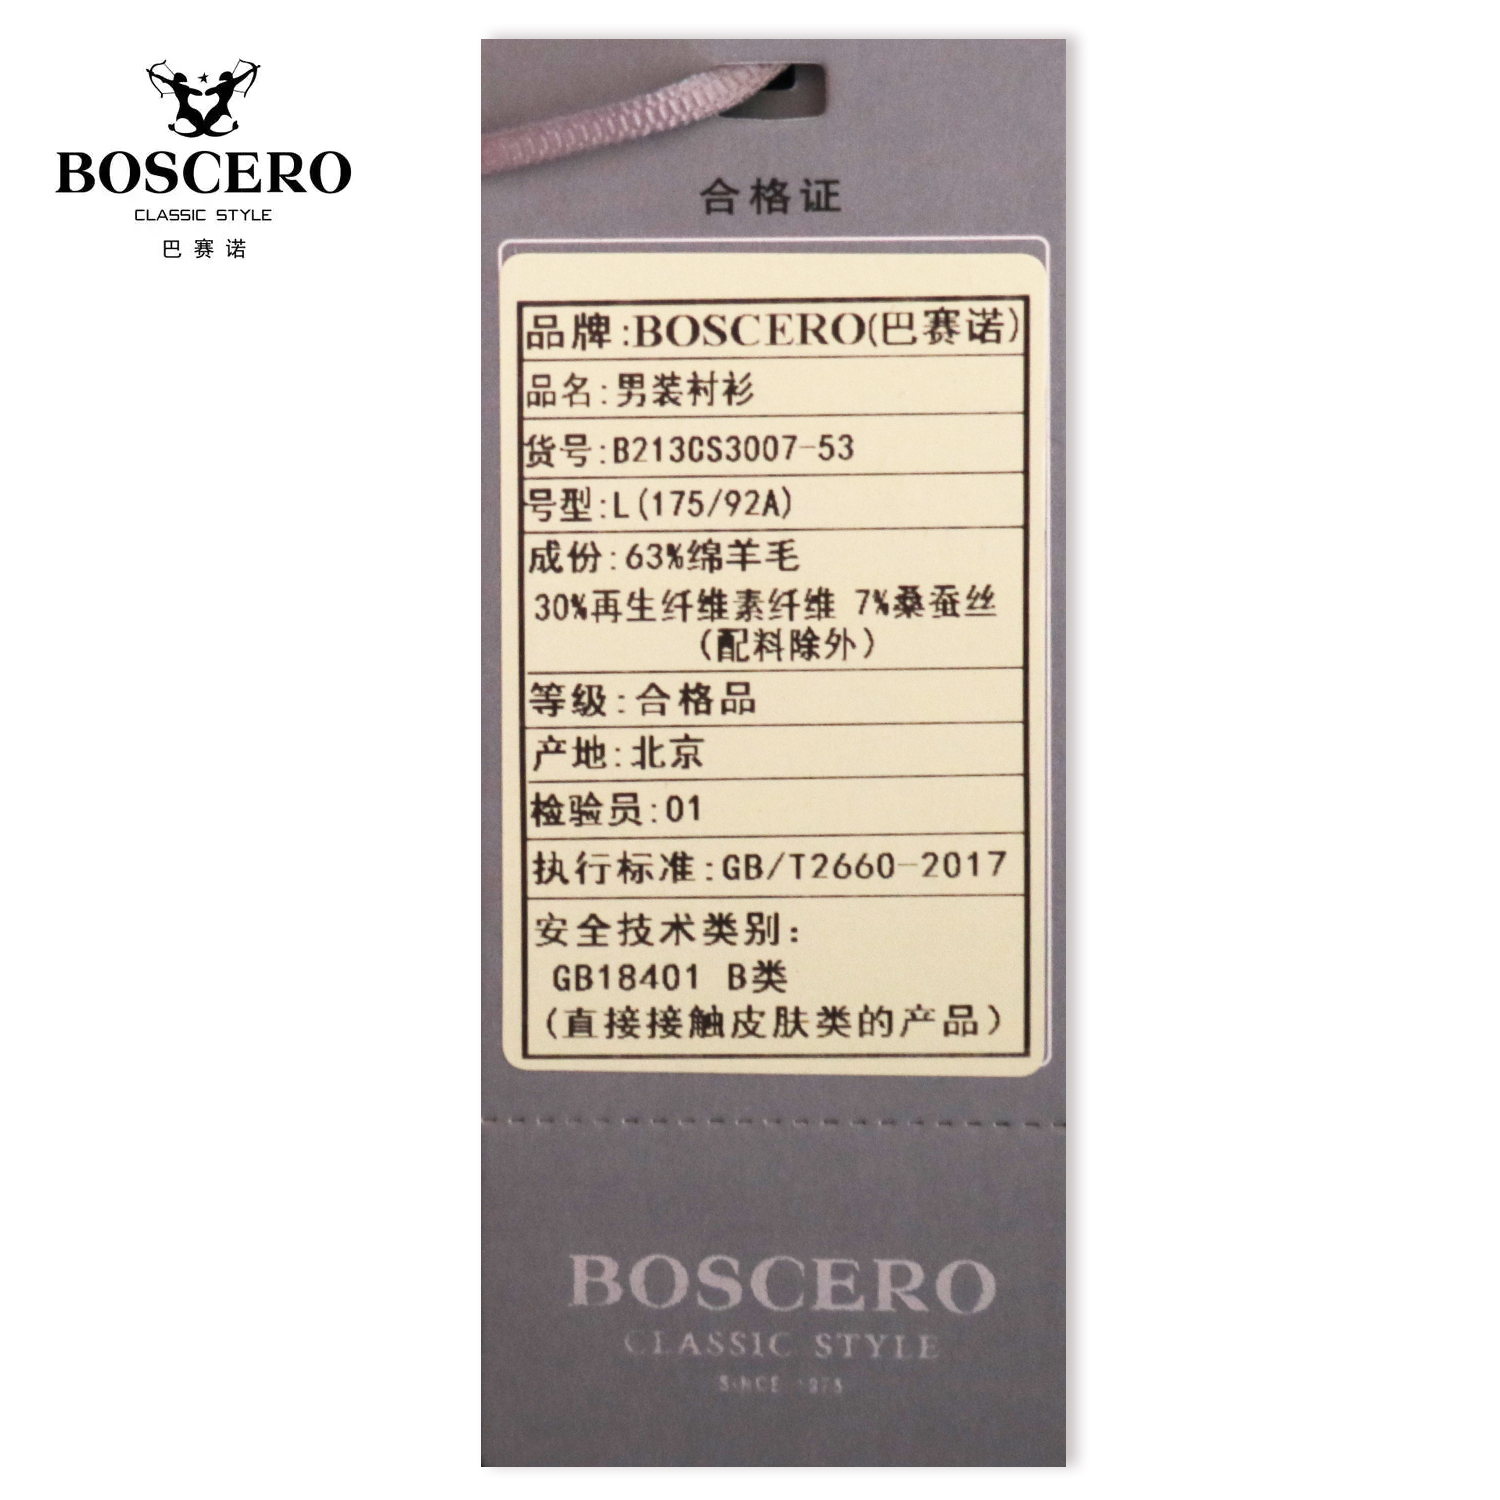 BOSCERO
CLASSIC STYLE
巴赛诺
合格证
品牌:BOSCERO(巴赛诺)
品名:男装衬衫
货号:B213CS3007-53
号型:L(175/92A)
成份:63%绵羊毛
30%再生纤维素纤维 7%桑蚕丝
(配料除外)
等级:合格品
产地:北京
检验员:01
执行标准:GB/T2660-2017
安全技术类别:
GB18401 B类
(直接接触皮肤类的产品)
BOSCERO
CLASSIC STYLE
SINCE